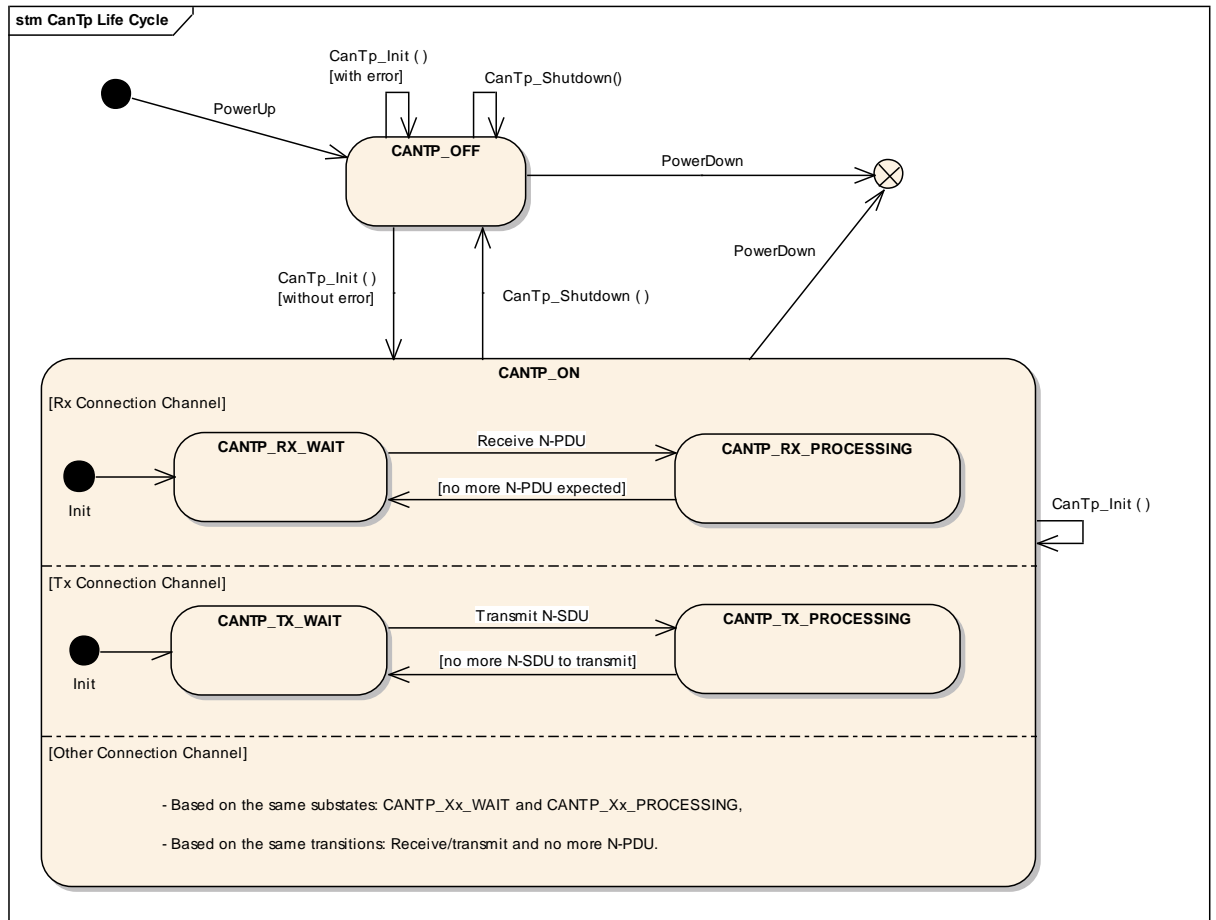 stm CanTp Life Cycle
CanTp_Init ( )
[with error]
CanTp_Shutdown()
PowerUp
CANTP_OFF
PowerDown
PowerDown
CanTp_Init ( )
[without error]
CanTp_Shutdown ( )
CANTP_ON
[Rx Connection Channel]
CANTP_RX_WAIT
Receive N-PDU
CANTP_RX_PROCESSING
[no more N-PDU expected]
Init
CanTp_Init ( )
[Tx Connection Channel]
CANTP_TX_WAIT
Transmit N-SDU
CANTP_TX_PROCESSING
[no more N-SDU to transmit]
Init
[Other Connection Channel]
- Based on the same substates: CANTP_Xx_WAIT and CANTP_Xx_PROCESSING,
- Based on the same transitions: Receive/transmit and no more N-PDU.